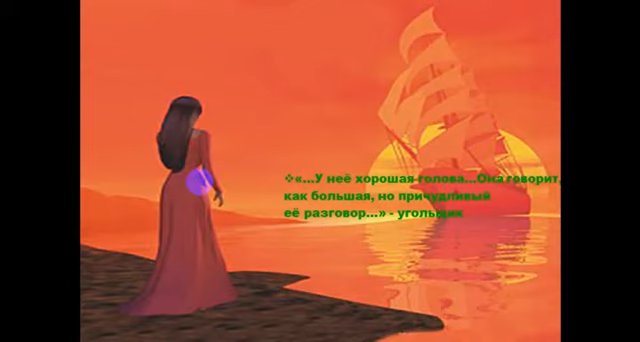 ❖«...У неё хорошая голова...Она говорит,
как большая, но причудливый
её разговор...» - угольщик